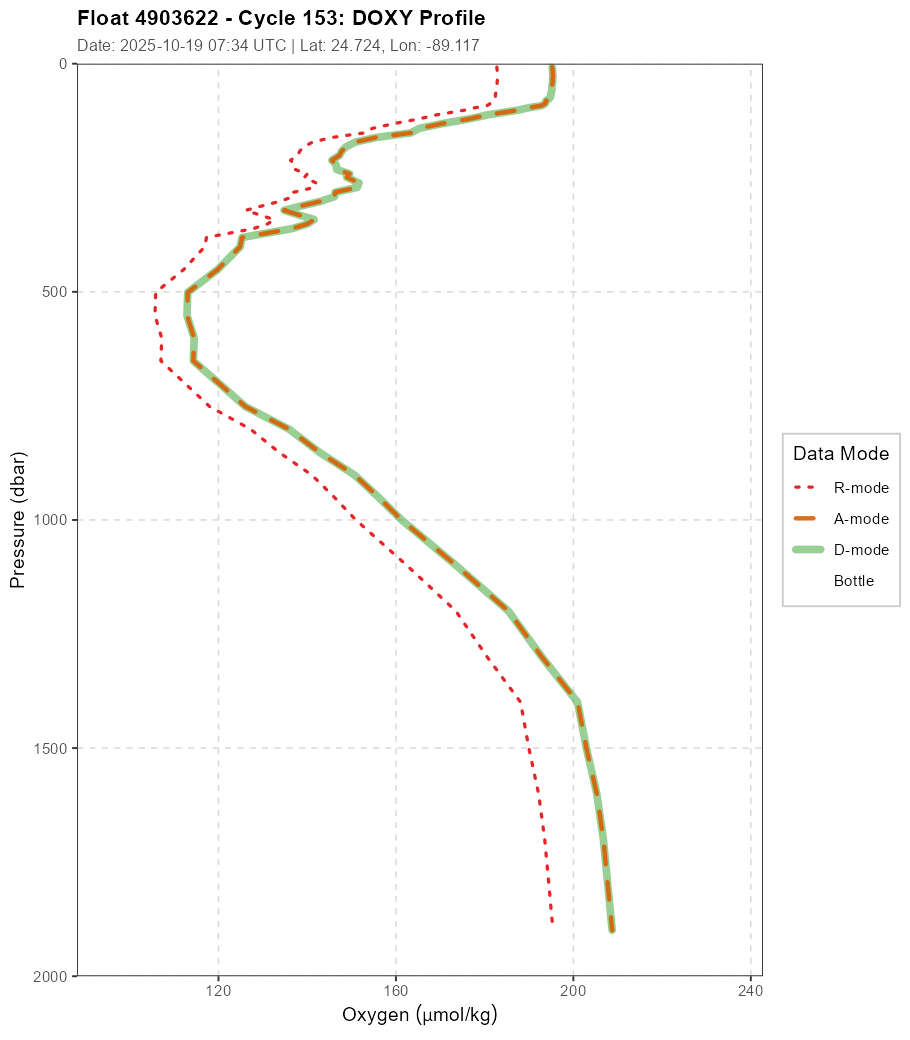 Float 4903622 - Cycle 153: DOXY Profile
Date: 2025-10-19 07:34 UTC | Lat: 24.724, Lon: -89.117
0
500
1000
1500
2000
Pressure (dbar)
120 160 200 240
Oxygen (μmol/kg)
Data Mode
R-mode
A-mode
D-mode
Bottle